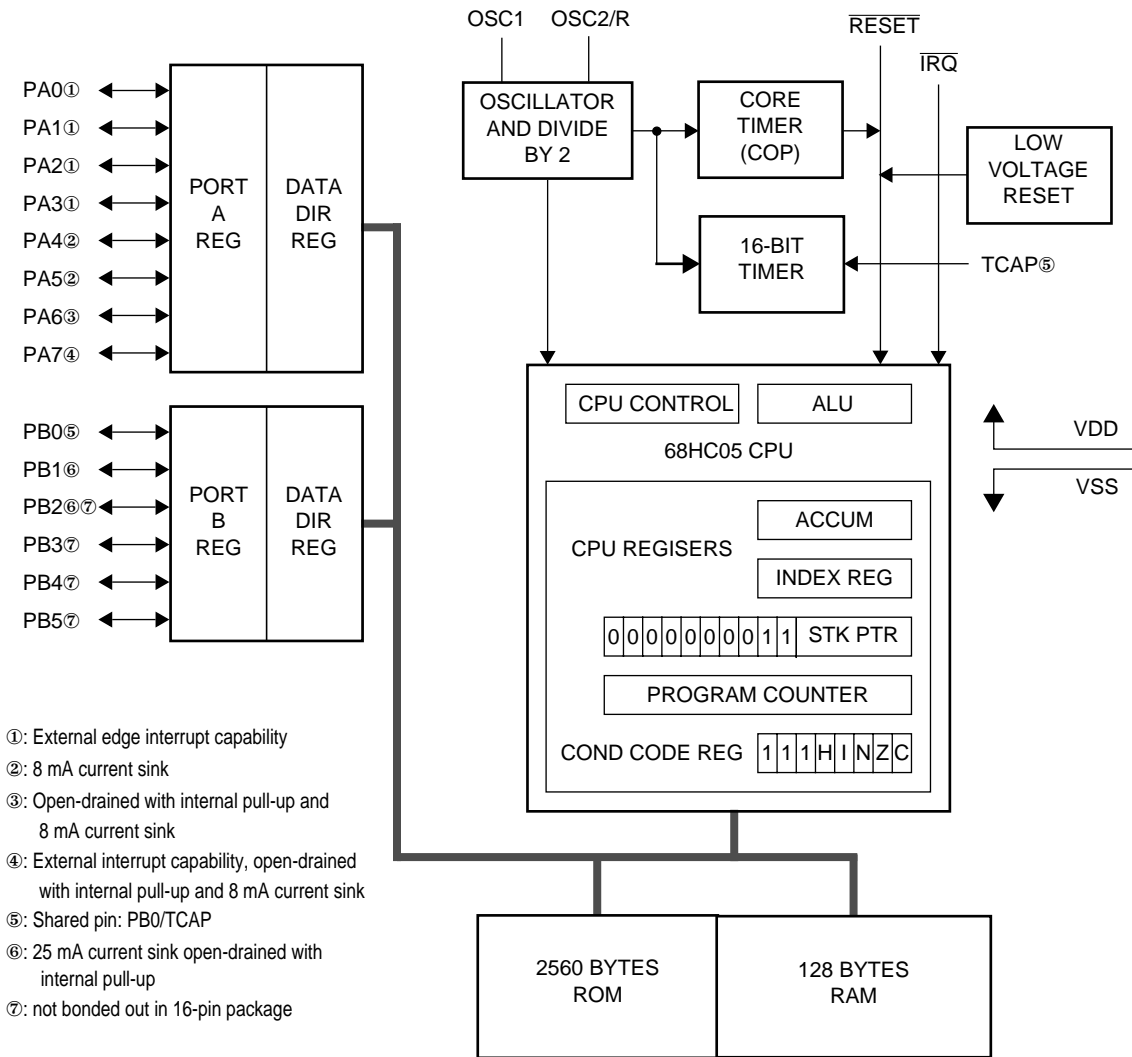 OSC1
OSC2/R
RESET
IRQ
PA0①
PA1①
PA2①
PA3①
PA4②
PA5②
PA6③
PA7④
PORT
A
REG
DATA
DIR
REG
OSCILLATOR
AND DIVIDE
BY 2
CORE
TIMER
(COP)
LOW
VOLTAGE
RESET
16-BIT
TIMER
TCAP⑤
PB0⑤
PB1⑥
PB2⑥⑦
PB3⑦
PB4⑦
PB5⑦
PORT
B
REG
DATA
DIR
REG
CPU CONTROL
ALU
68HC05 CPU
VDD
VSS
ACCUM
CPU REGISERS
INDEX REG
0 0 0 0 0 0 0 0 1 1 STK PTR
PROGRAM COUNTER
COND CODE REG 1 1 1 H I N Z C
①: External edge interrupt capability
②: 8 mA current sink
③: Open-drained with internal pull-up and
8 mA current sink
④: External interrupt capability, open-drained
with internal pull-up and 8 mA current sink
⑤: Shared pin: PB0/TCAP
⑥: 25 mA current sink open-drained with
internal pull-up
⑦: not bonded out in 16-pin package
2560 BYTES
ROM
128 BYTES
RAM